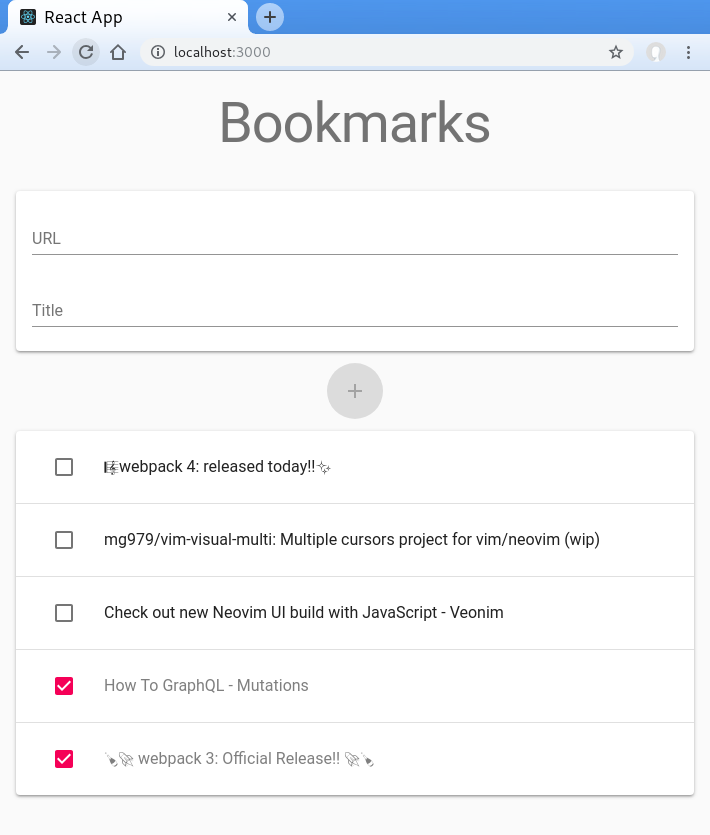 React App
localhost:3000
Bookmarks
URL
Title
🎼webpack 4: released today!!✨
mg979/vim-visual-multi: Multiple cursors project for vim/neovim (wip)
Check out new Neovim UI build with JavaScript - Veonim
How To GraphQL - Mutations
🍾🚀 webpack 3: Official Release!! 🚀🍾